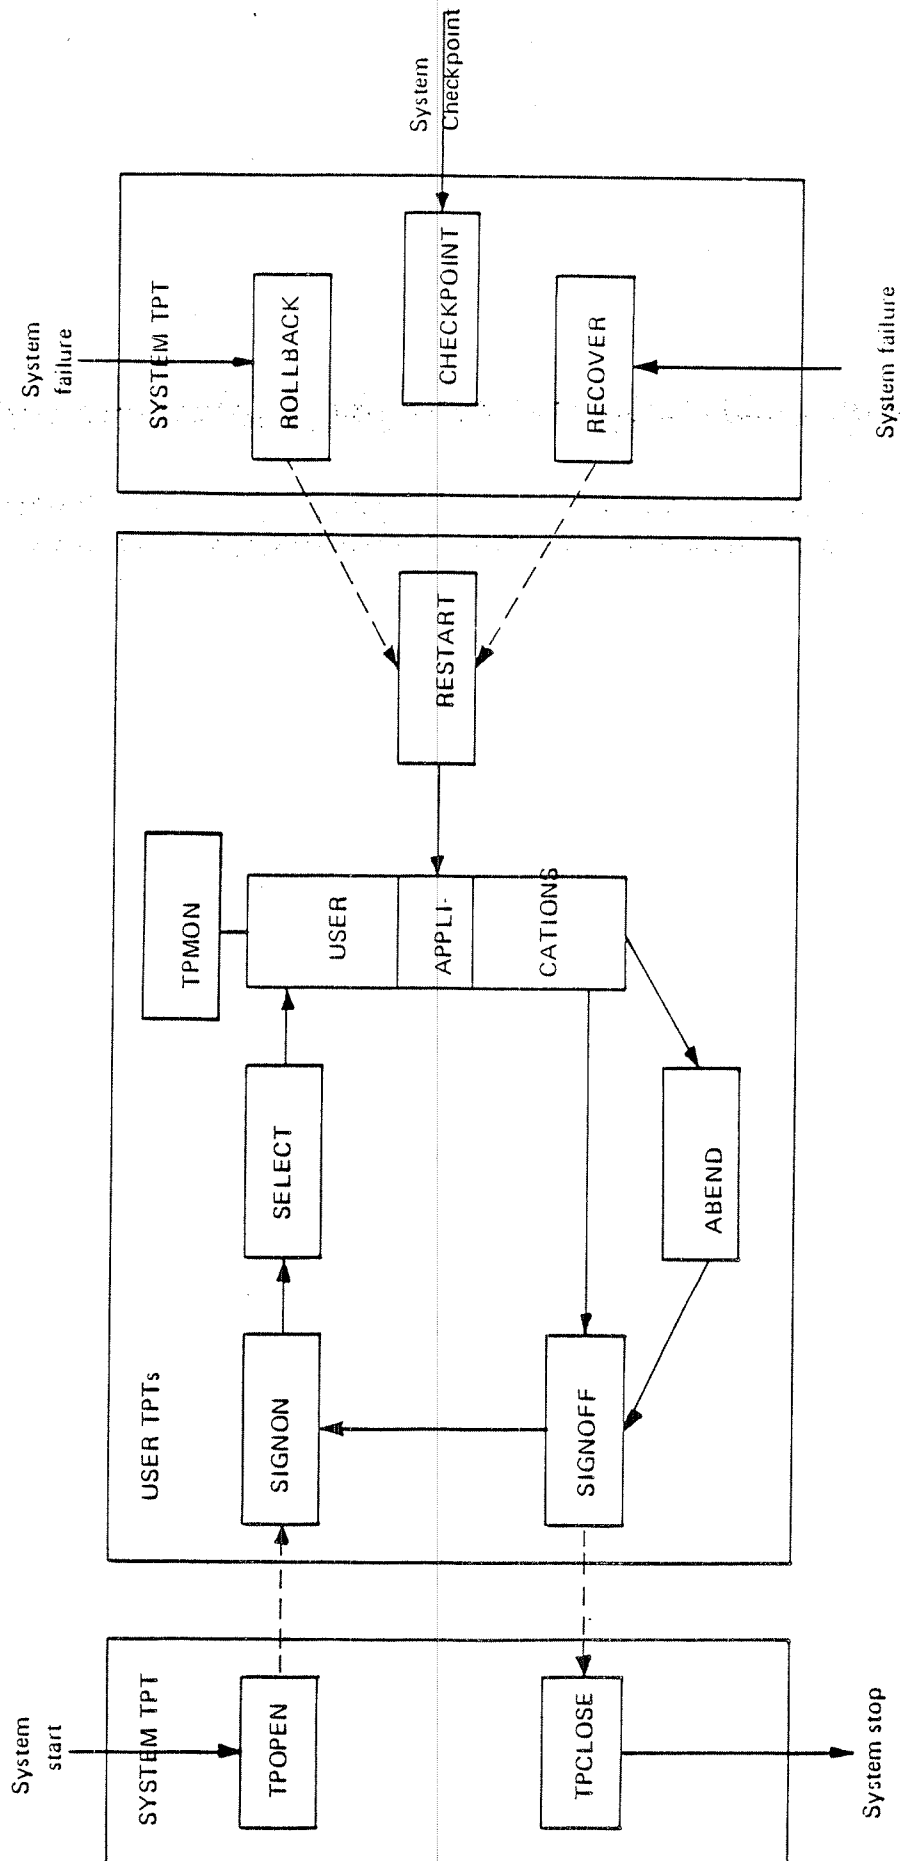 System
start
SYSTEM TPT
TPOPEN
TPCLOSE
System stop
USER TPTs
SIGNON
SELECT
SIGNOFF
ABEND
TPMON
USER
APPLI-
CATIONS
RESTART
System
failure
SYSTEM TPT
ROLLBACK
CHECKPOINT
RECOVER
System
Checkpoint
System failure